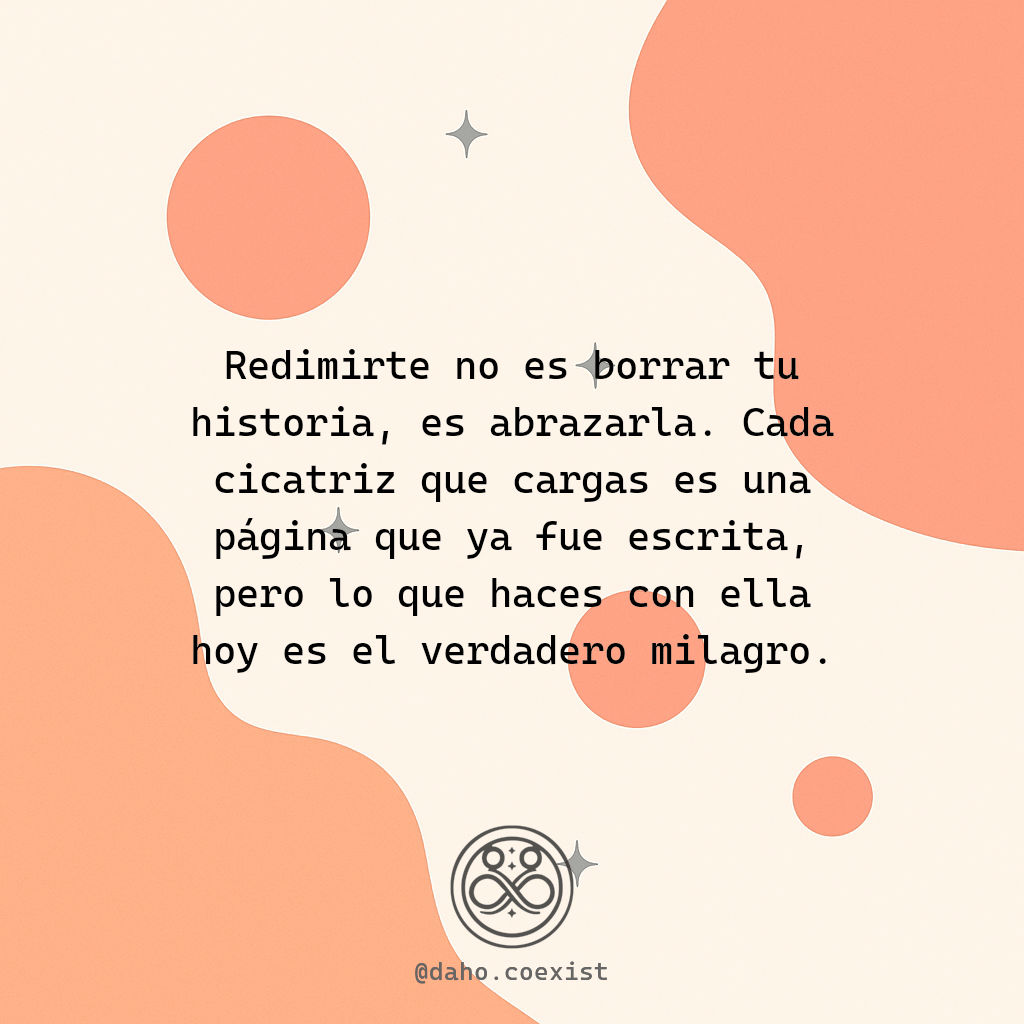 Redimirte no es borrar tu
historia, es abrazarla. Cada
cicatriz que cargas es una
página que ya fue escrita,
pero lo que haces con ella
hoy es el verdadero milagro.
@daho.coexist